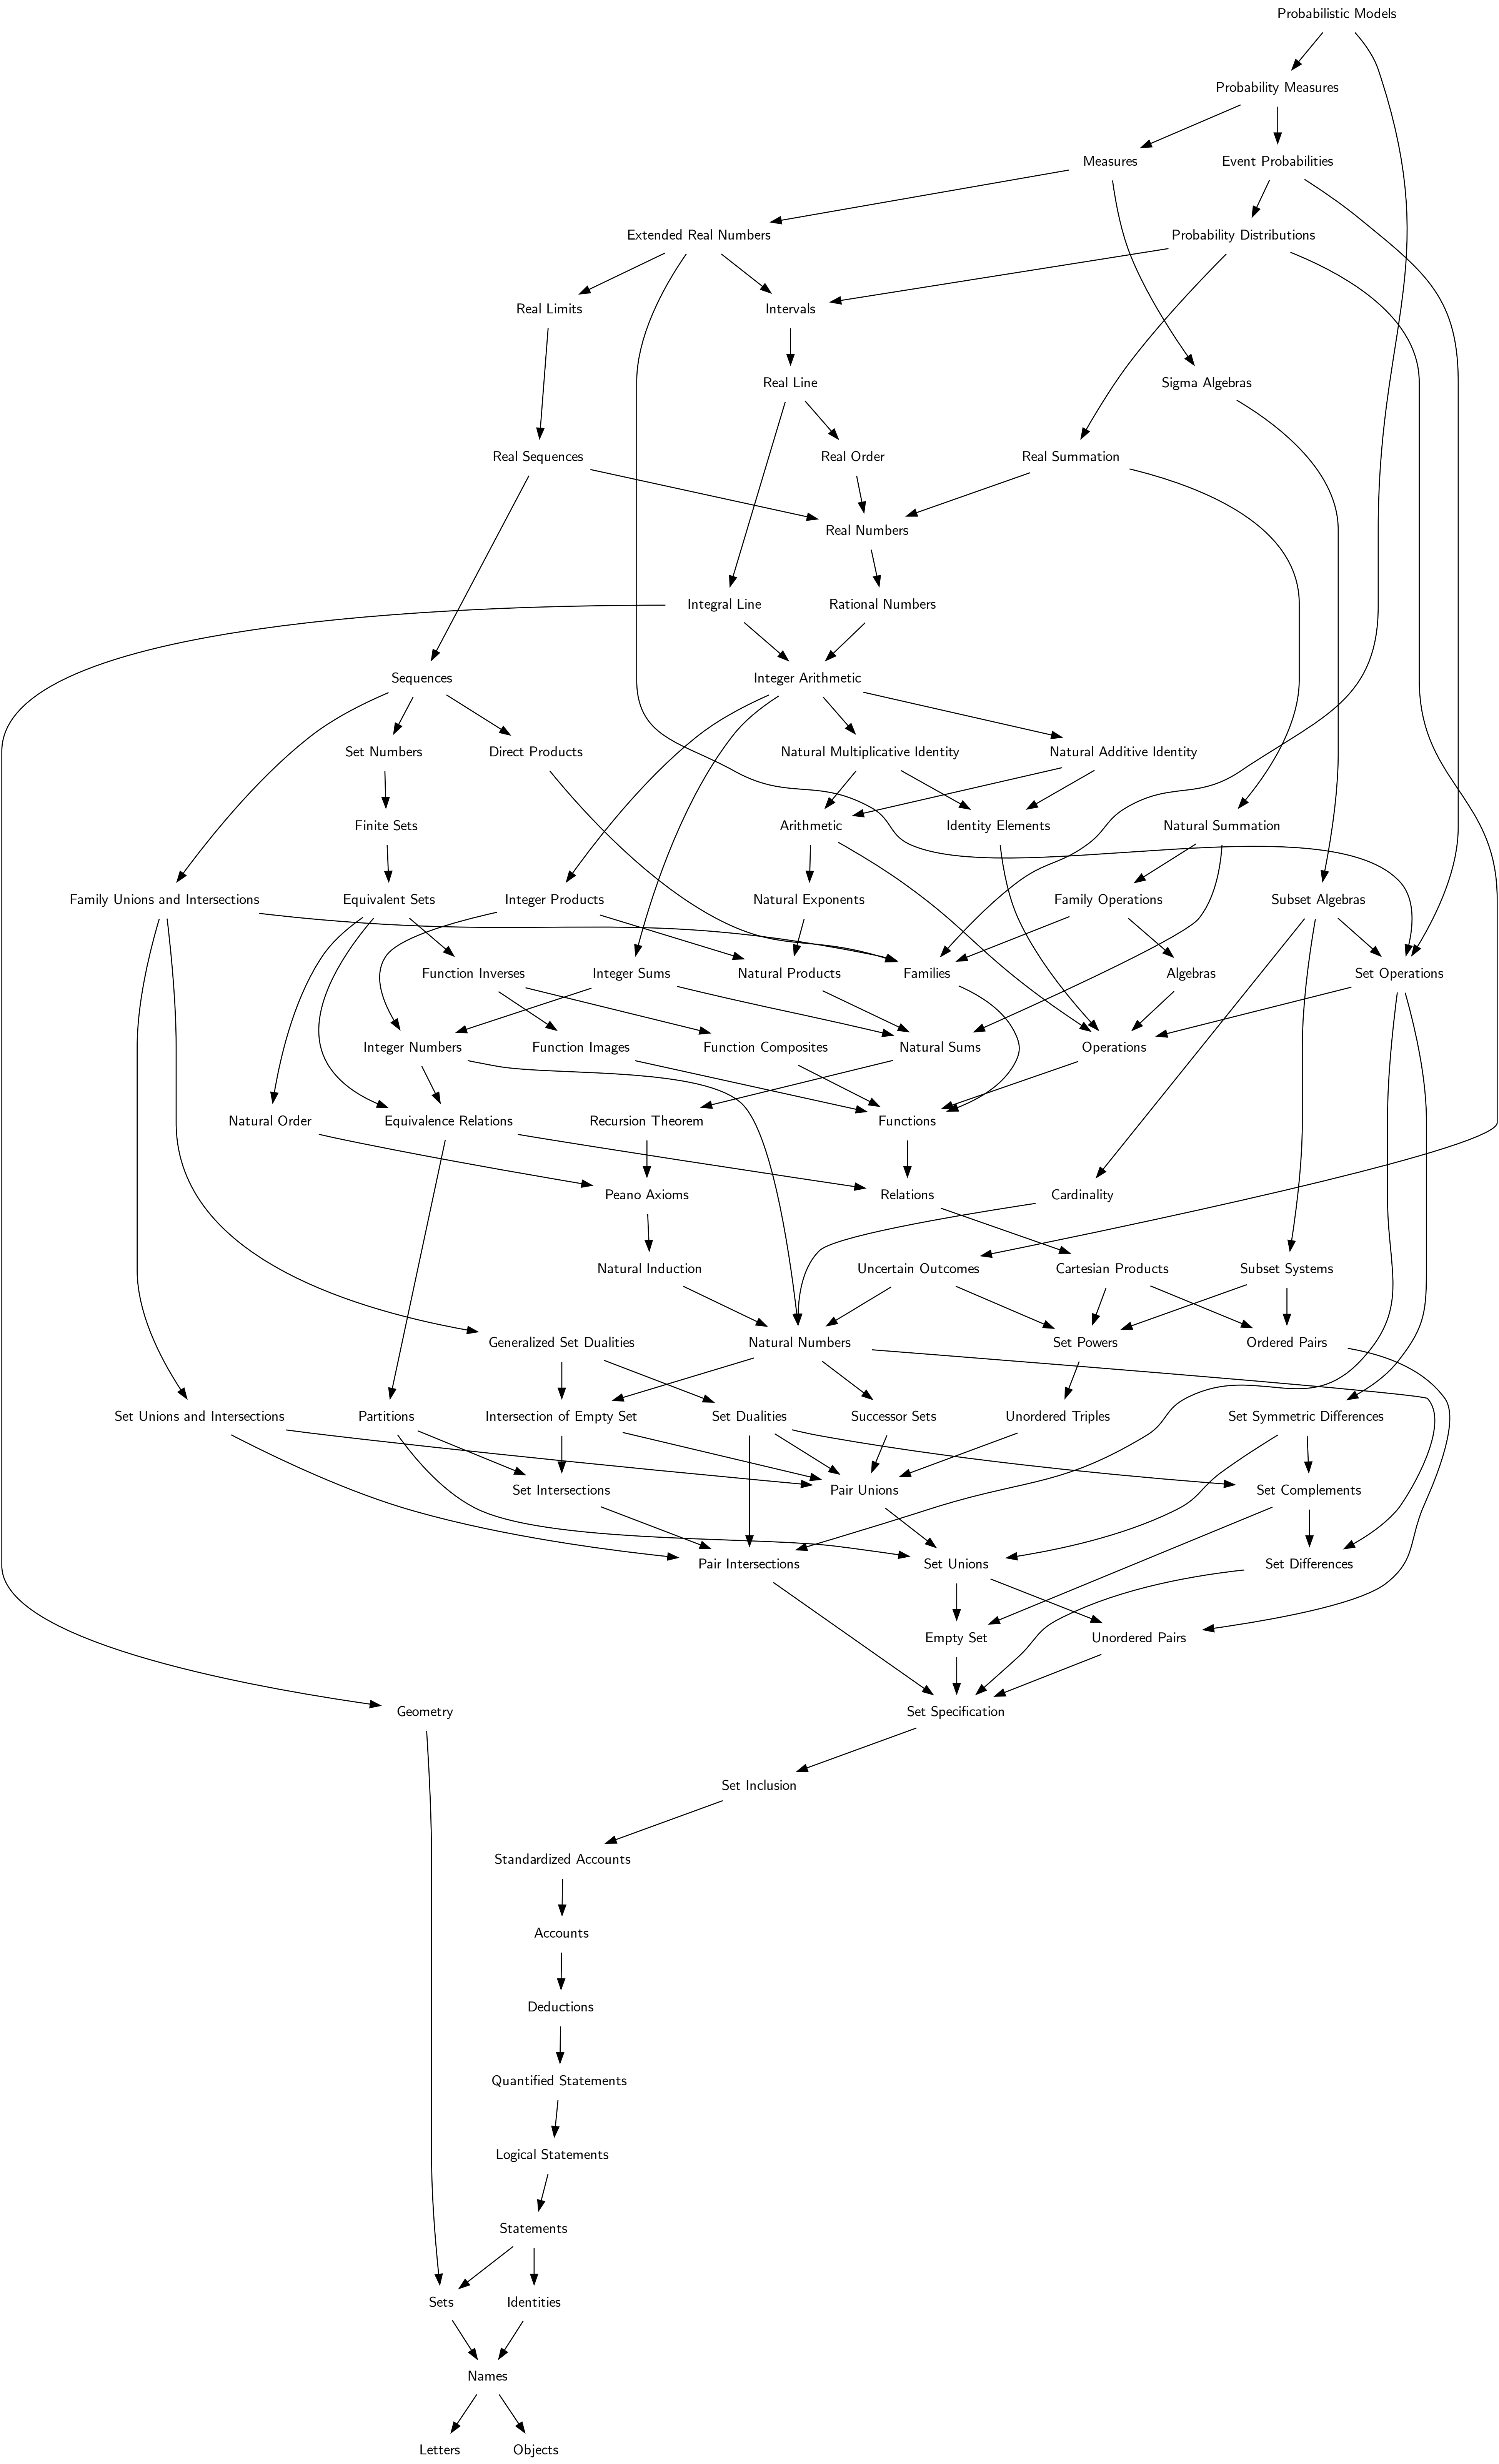 Probabilistic Models
Probability Measures
Measures
Event Probabilities
Extended Real Numbers
Probability Distributions
Real Limits
Intervals
Real Line
Sigma Algebras
Real Sequences
Real Order
Real Summation
Real Numbers
Integral Line
Rational Numbers
Sequences
Integer Arithmetic
Set Numbers
Direct Products
Natural Multiplicative Identity
Natural Additive Identity
Finite Sets
Arithmetic
Identity Elements
Natural Summation
Family Unions and Intersections
Equivalent Sets
Integer Products
Natural Exponents
Family Operations
Subset Algebras
Function Inverses
Integer Sums
Natural Products
Families
Algebras
Set Operations
Integer Numbers
Function Images
Function Composites
Natural Sums
Operations
Natural Order
Equivalence Relations
Recursion Theorem
Functions
Peano Axioms
Relations
Cardinality
Natural Induction
Uncertain Outcomes
Cartesian Products
Subset Systems
Generalized Set Dualities
Natural Numbers
Set Powers
Ordered Pairs
Set Unions and Intersections
Partitions
Intersection of Empty Set
Set Dualities
Successor Sets
Unordered Triples
Set Symmetric Differences
Set Intersections
Pair Unions
Set Complements
Pair Intersections
Set Unions
Set Differences
Empty Set
Unordered Pairs
Geometry
Set Specification
Set Inclusion
Standardized Accounts
Accounts
Deductions
Quantified Statements
Logical Statements
Statements
Sets
Identities
Names
Letters
Objects